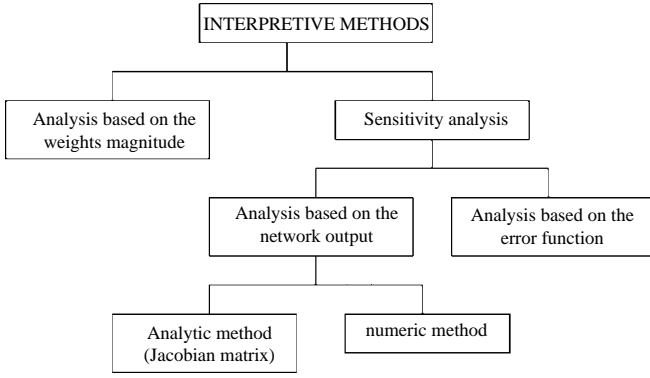 INTERPRETIVE METHODS
Analysis based on the
weights magnitude
Sensitivity analysis
Analysis based on the
network output
Analysis based on the
error function
Analytic method
(Jacobian matrix)
numeric method